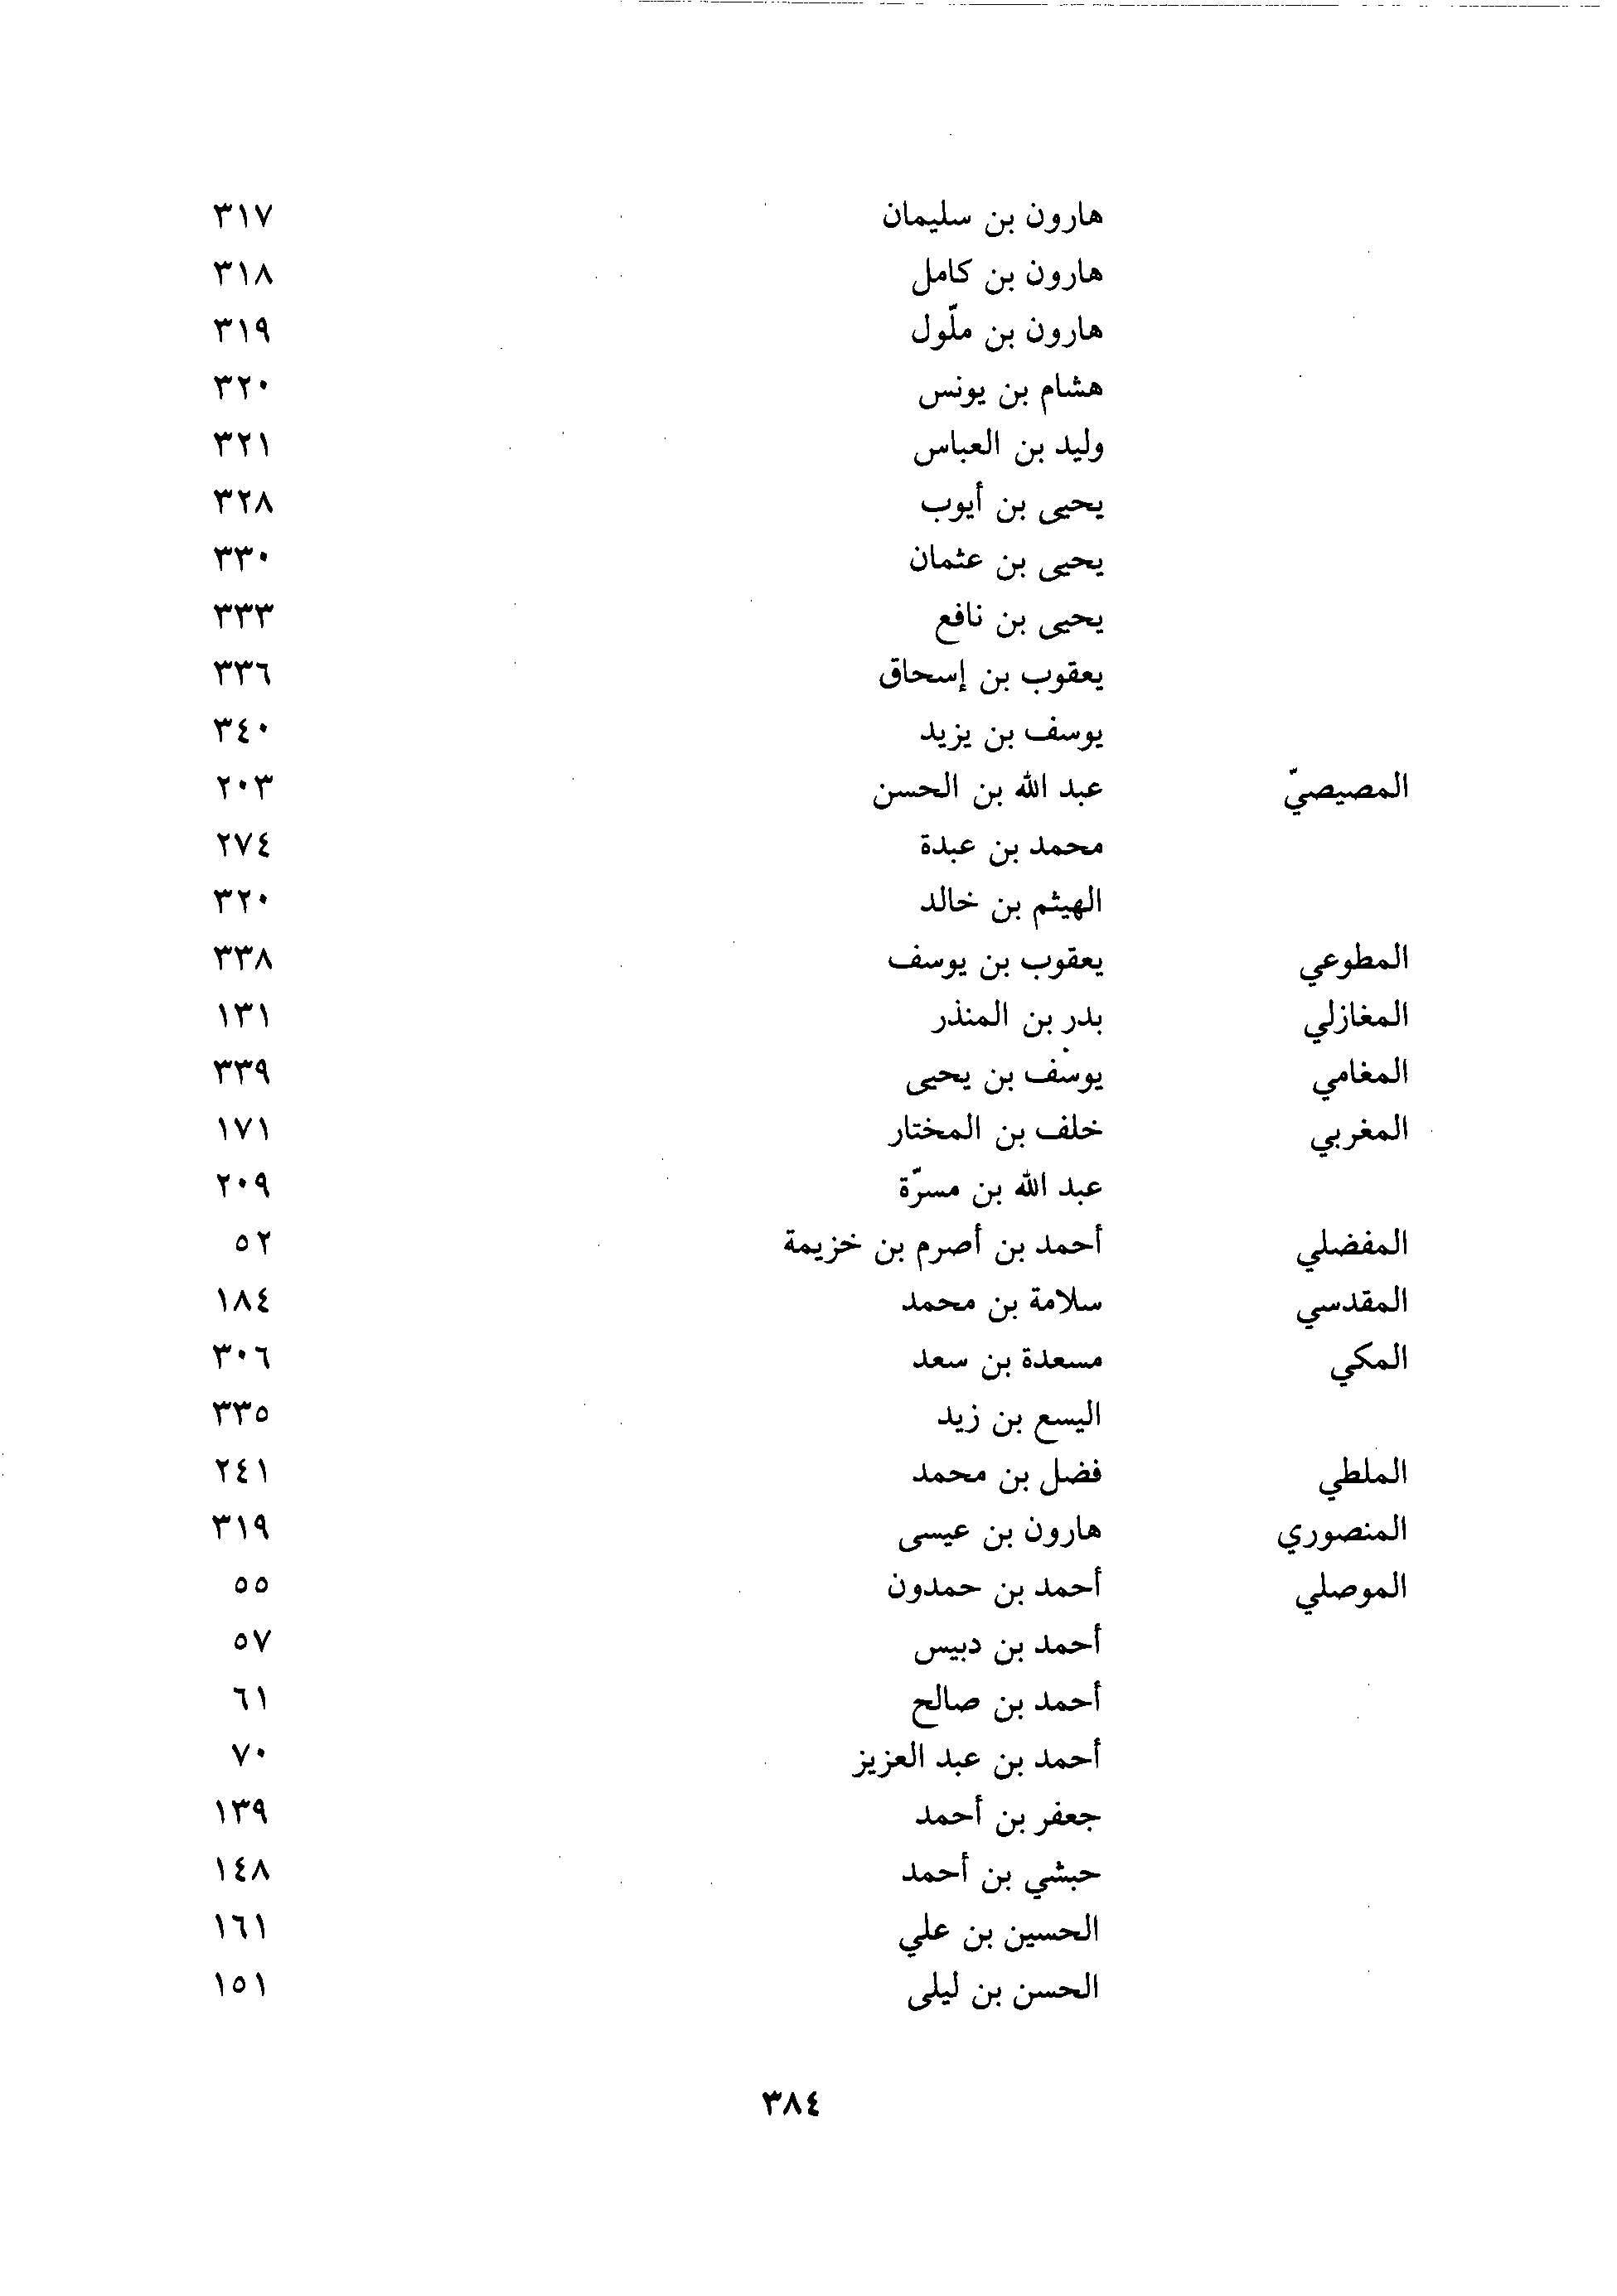 هارون بن سليمان ٣١٧
هارون بن كامل ٣١٨
هارون بن ملّول ٣١٩
هشام بن يونس ٣٢٠
وليد بن العباس ٣٢١
يحيى بن أيوب ٣٢٨
يحيى بن عثمان ٣٣٠
يحيى بن نافع ٣٣٣
يعقوب بن إسحاق ٣٣٦
يوسف بن يزيد ٣٤٠
المصيصيّ عبد الله بن الحسن ٢٠٣
محمد بن عبدة ٢٧٤
الهيثم بن خالد ٣٢٠
المطوعي يعقوب بن يوسف ٣٣٨
المغازلي بدر بن المنذر ١٣١
المغامي يوسف بن يحيى ٣٣٩
المغربي خلف بن المختار ١٧١
عبد الله بن مسرّة ٢٠٩
المفضلي أحمد بن أصرم بن خزيمة ٥٢
المقدسي سلامة بن محمد ١٨٤
المكي مسعدة بن سعد ٣٠٦
اليسع بن زيد ٣٣٥
الملطي فضل بن محمد ٢٤١
المنصوري هارون بن عيسى ٣١٩
الموصلي أحمد بن حمدون ٥٥
أحمد بن دبيس ٥٧
أحمد بن صالح ٦١
أحمد بن عبد العزيز ٧٠
جعفر بن أحمد ١٣٩
حبشي بن أحمد ١٤٨
الحسين بن علي ١٦١
الحسن بن ليلى ١٥١
٣٨٤